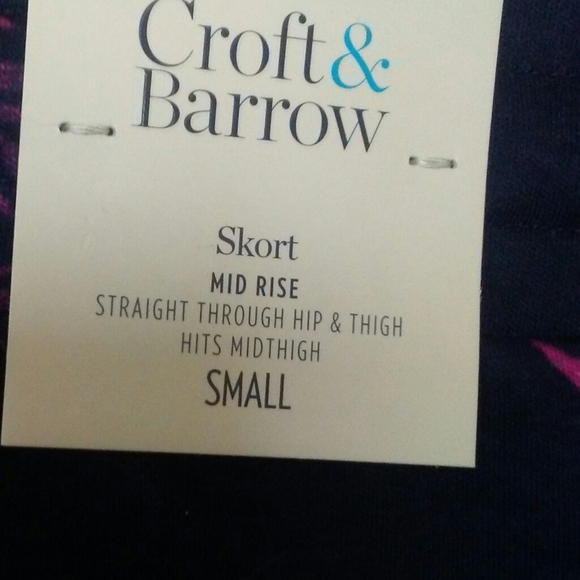 Croft&
Barrow
Skort
MID RISE
STRAIGHT THROUGH HIP & THIGH
HITS MIDTHIGH
SMALL